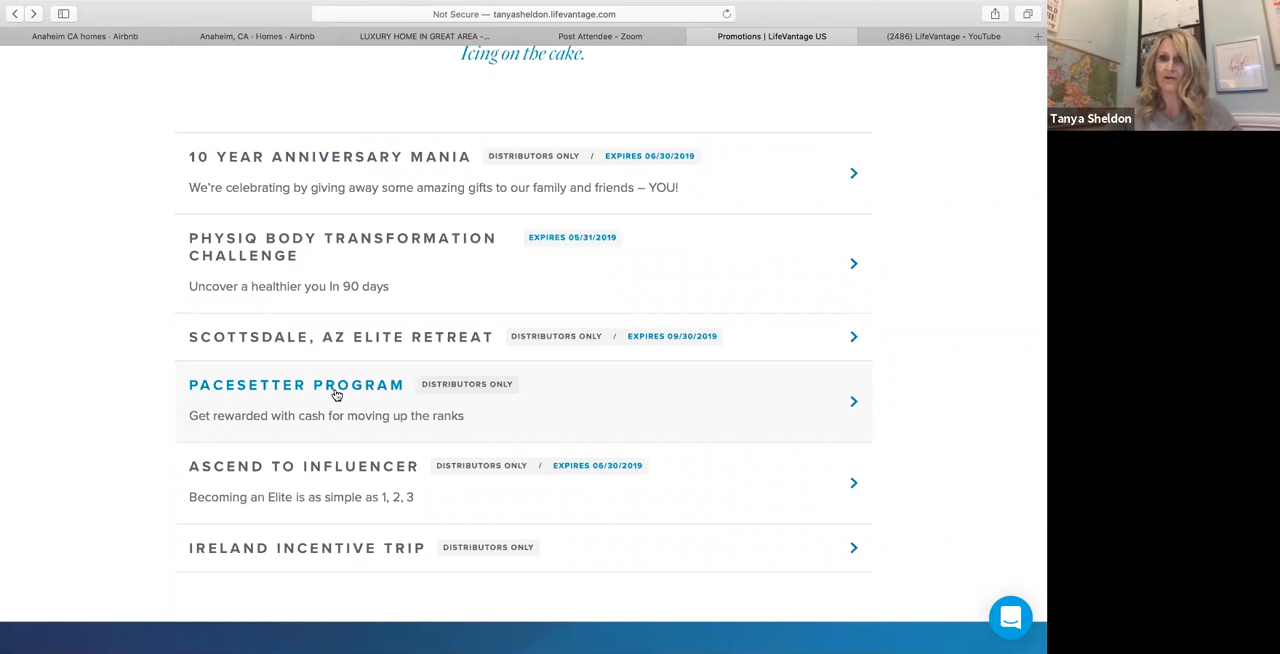 Not Secure — tanyasheldon.lifevantage.com
Anaheim CA homes · Airbnb
Anaheim, CA · Homes · Airbnb
LUXURY HOME IN GREAT AREA -...
Post Attendee - Zoom
Promotions | LifeVantage US
(2486) LifeVantage - YouTube
Icing on the cake.
Tanya Sheldon
10 YEAR ANNIVERSARY MANIA DISTRIBUTORS ONLY / EXPIRES 06/30/2019
We're celebrating by giving away some amazing gifts to our family and friends – YOU!
PHYSIQ BODY TRANSFORMATION EXPIRES 05/31/2019
CHALLENGE
Uncover a healthier you In 90 days
SCOTTSDALE, AZ ELITE RETREAT DISTRIBUTORS ONLY / EXPIRES 09/30/2019
PACESETTER PROGRAM DISTRIBUTORS ONLY
Get rewarded with cash for moving up the ranks
ASCEND TO INFLUENCER DISTRIBUTORS ONLY / EXPIRES 06/30/2019
Becoming an Elite is as simple as 1, 2, 3
IRELAND INCENTIVE TRIP DISTRIBUTORS ONLY